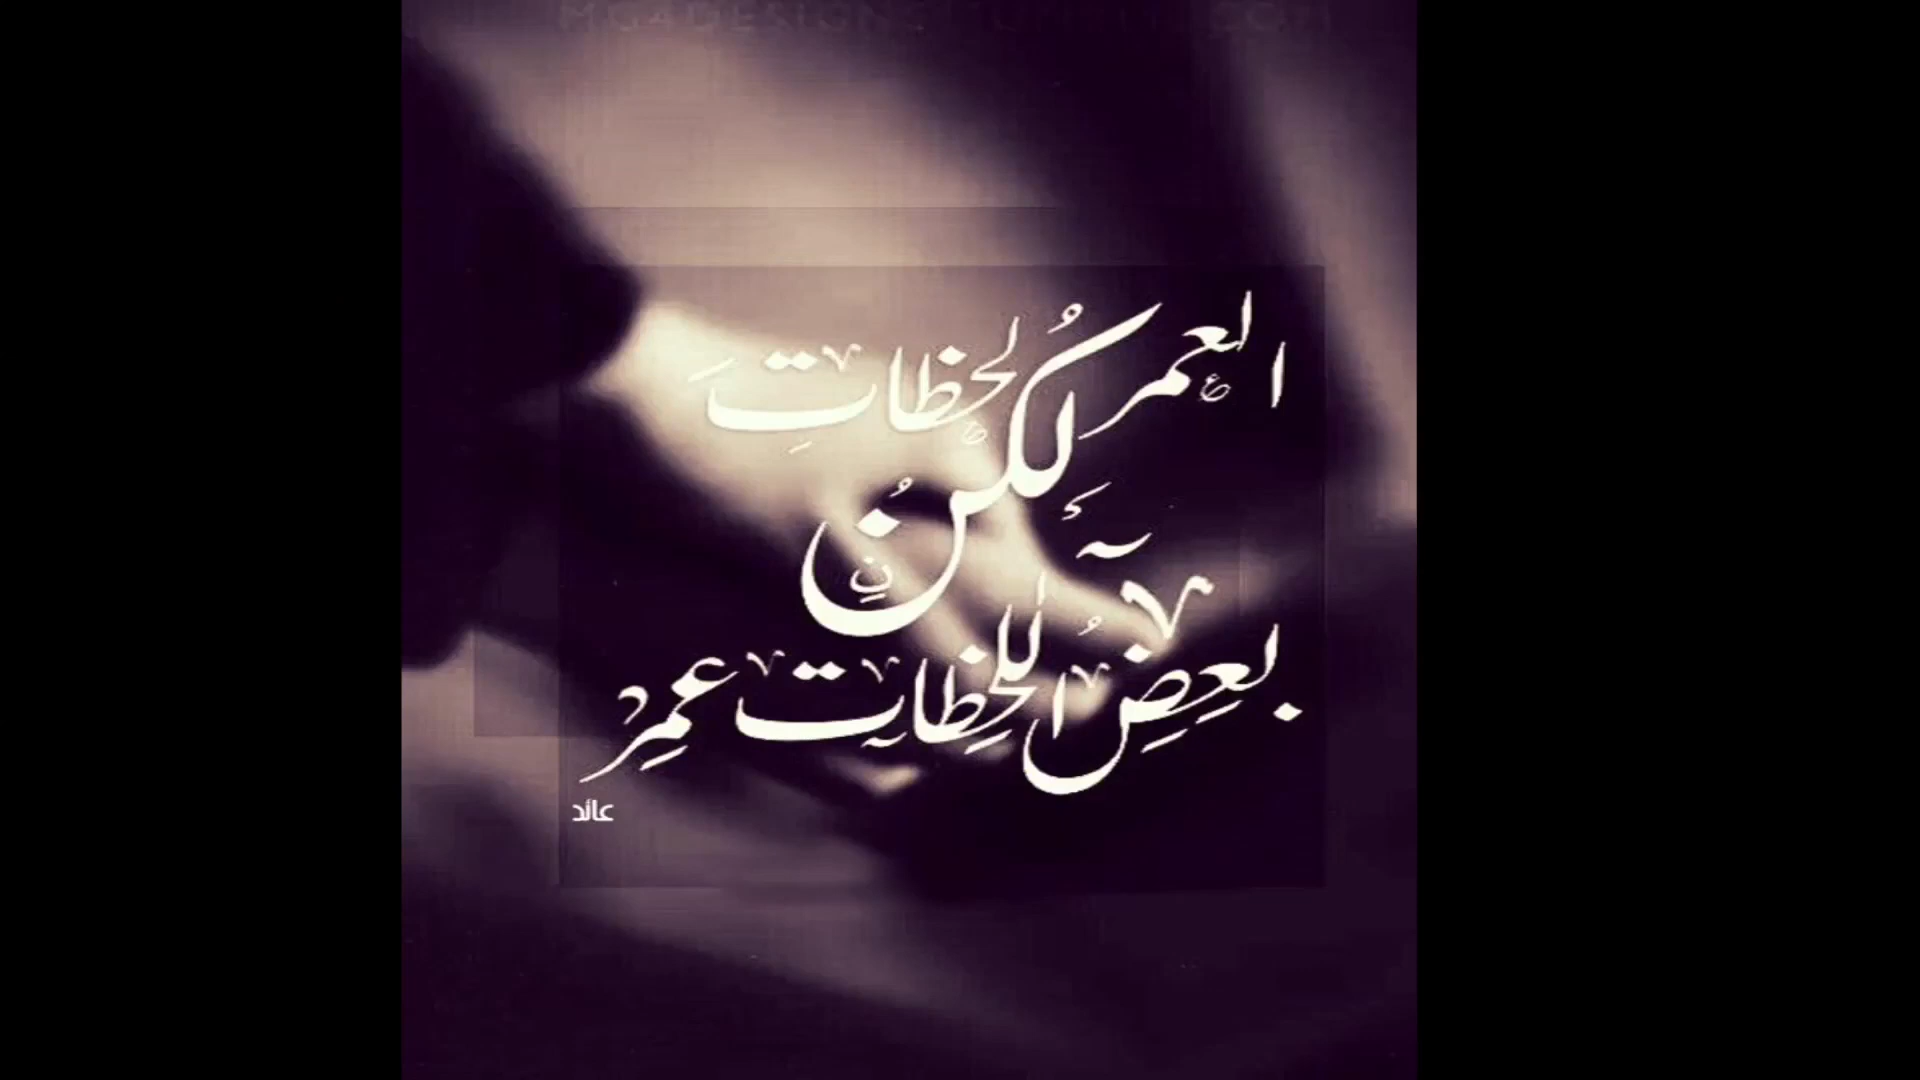 العمر لحظات
لكن
بعض اللحظات عمر
عائد